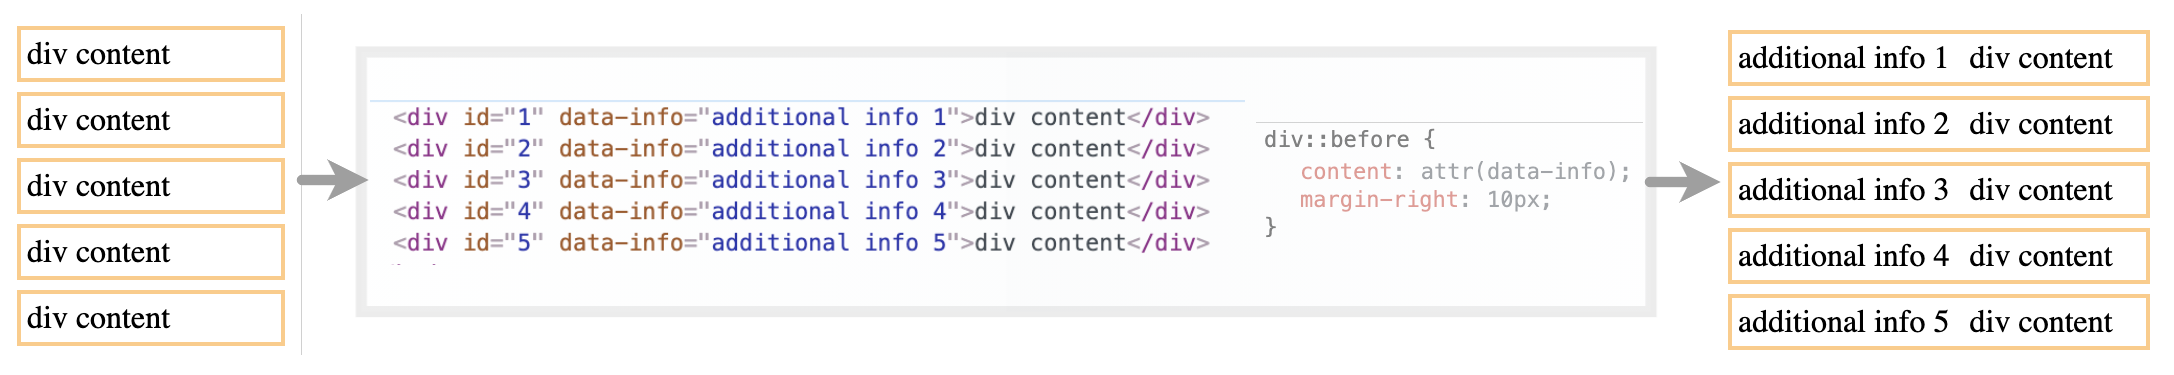 div content
div content
div content
div content
div content
<div id="1" data-info="additional info 1">div content</div>
<div id="2" data-info="additional info 2">div content</div>
<div id="3" data-info="additional info 3">div content</div>
<div id="4" data-info="additional info 4">div content</div>
<div id="5" data-info="additional info 5">div content</div>
div::before {
content: attr(data-info);
margin-right: 10px;
}
additional info 1 div content
additional info 2 div content
additional info 3 div content
additional info 4 div content
additional info 5 div content